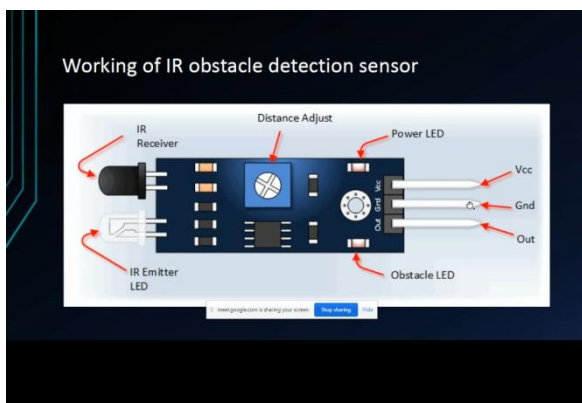 Working of IR obstacle detection sensor
Distance Adjust
IR
Receiver
Power LED
Vcc
Vcc
Gnd
Gnd
Out
Out
IR Emitter
LED
Obstacle LED
meet.google.com is sharing your screen.
Stop sharing
Hide